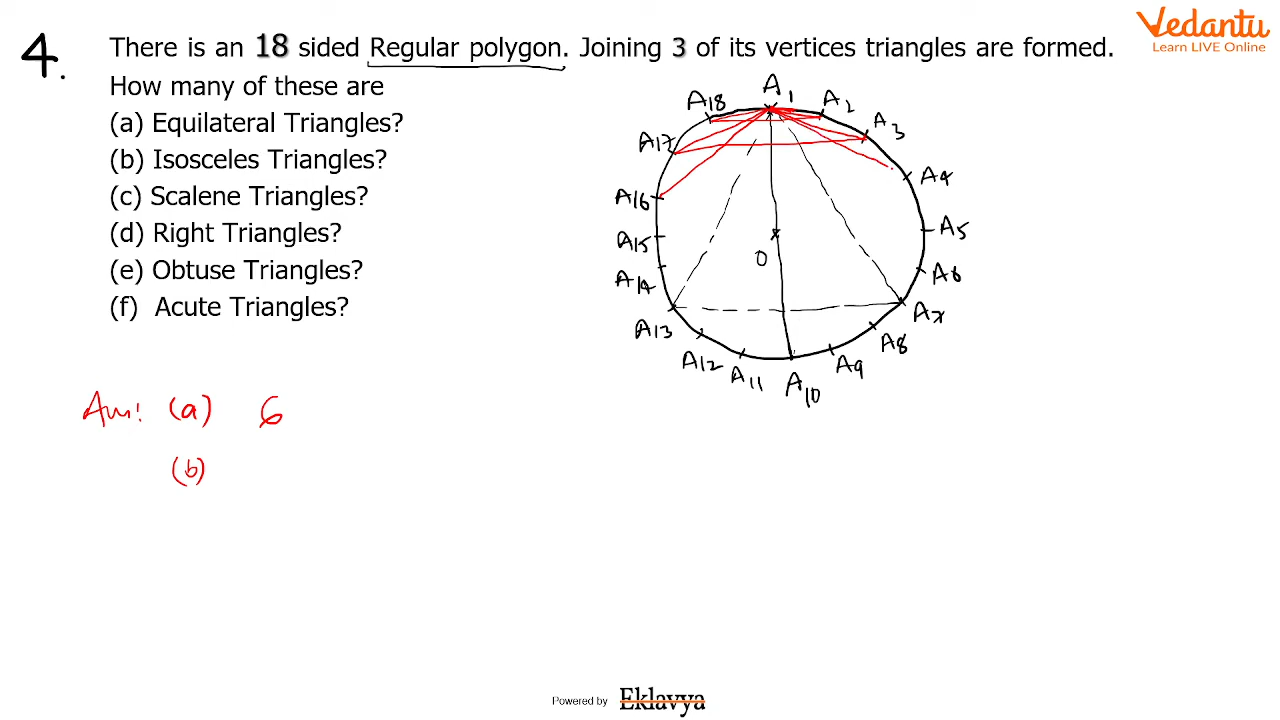 Vedantu
Learn LIVE Online
4.
There is an 18 sided Regular polygon. Joining 3 of its vertices triangles are formed.
How many of these are
(a) Equilateral Triangles?
(b) Isosceles Triangles?
(c) Scalene Triangles?
(d) Right Triangles?
(e) Obtuse Triangles?
(f) Acute Triangles?
A1
A18
A2
A3
A17
A4
A16
A5
A15
O
A6
A14
A7
A13
A8
A12
A9
A11
A10
Ans: (a) 6
(b)
Powered by Eklavya